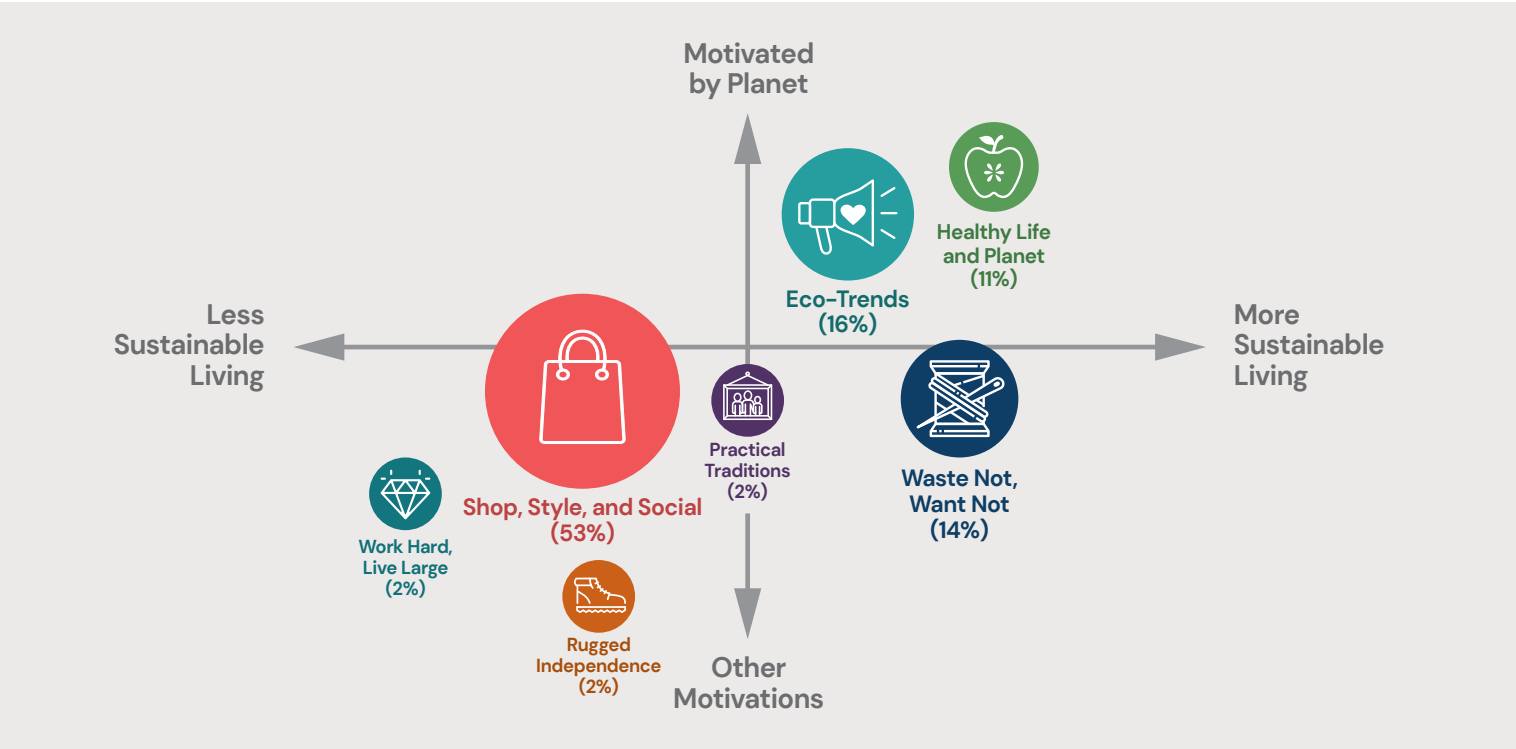 Motivated
by Planet
Healthy Life
and Planet
(11%)
Eco-Trends
(16%)
Less
Sustainable
Living
More
Sustainable
Living
Practical
Traditions
(2%)
Waste Not,
Want Not
(14%)
Shop, Style, and Social
(53%)
Work Hard,
Live Large
(2%)
Rugged
Independence
(2%)
Other
Motivations